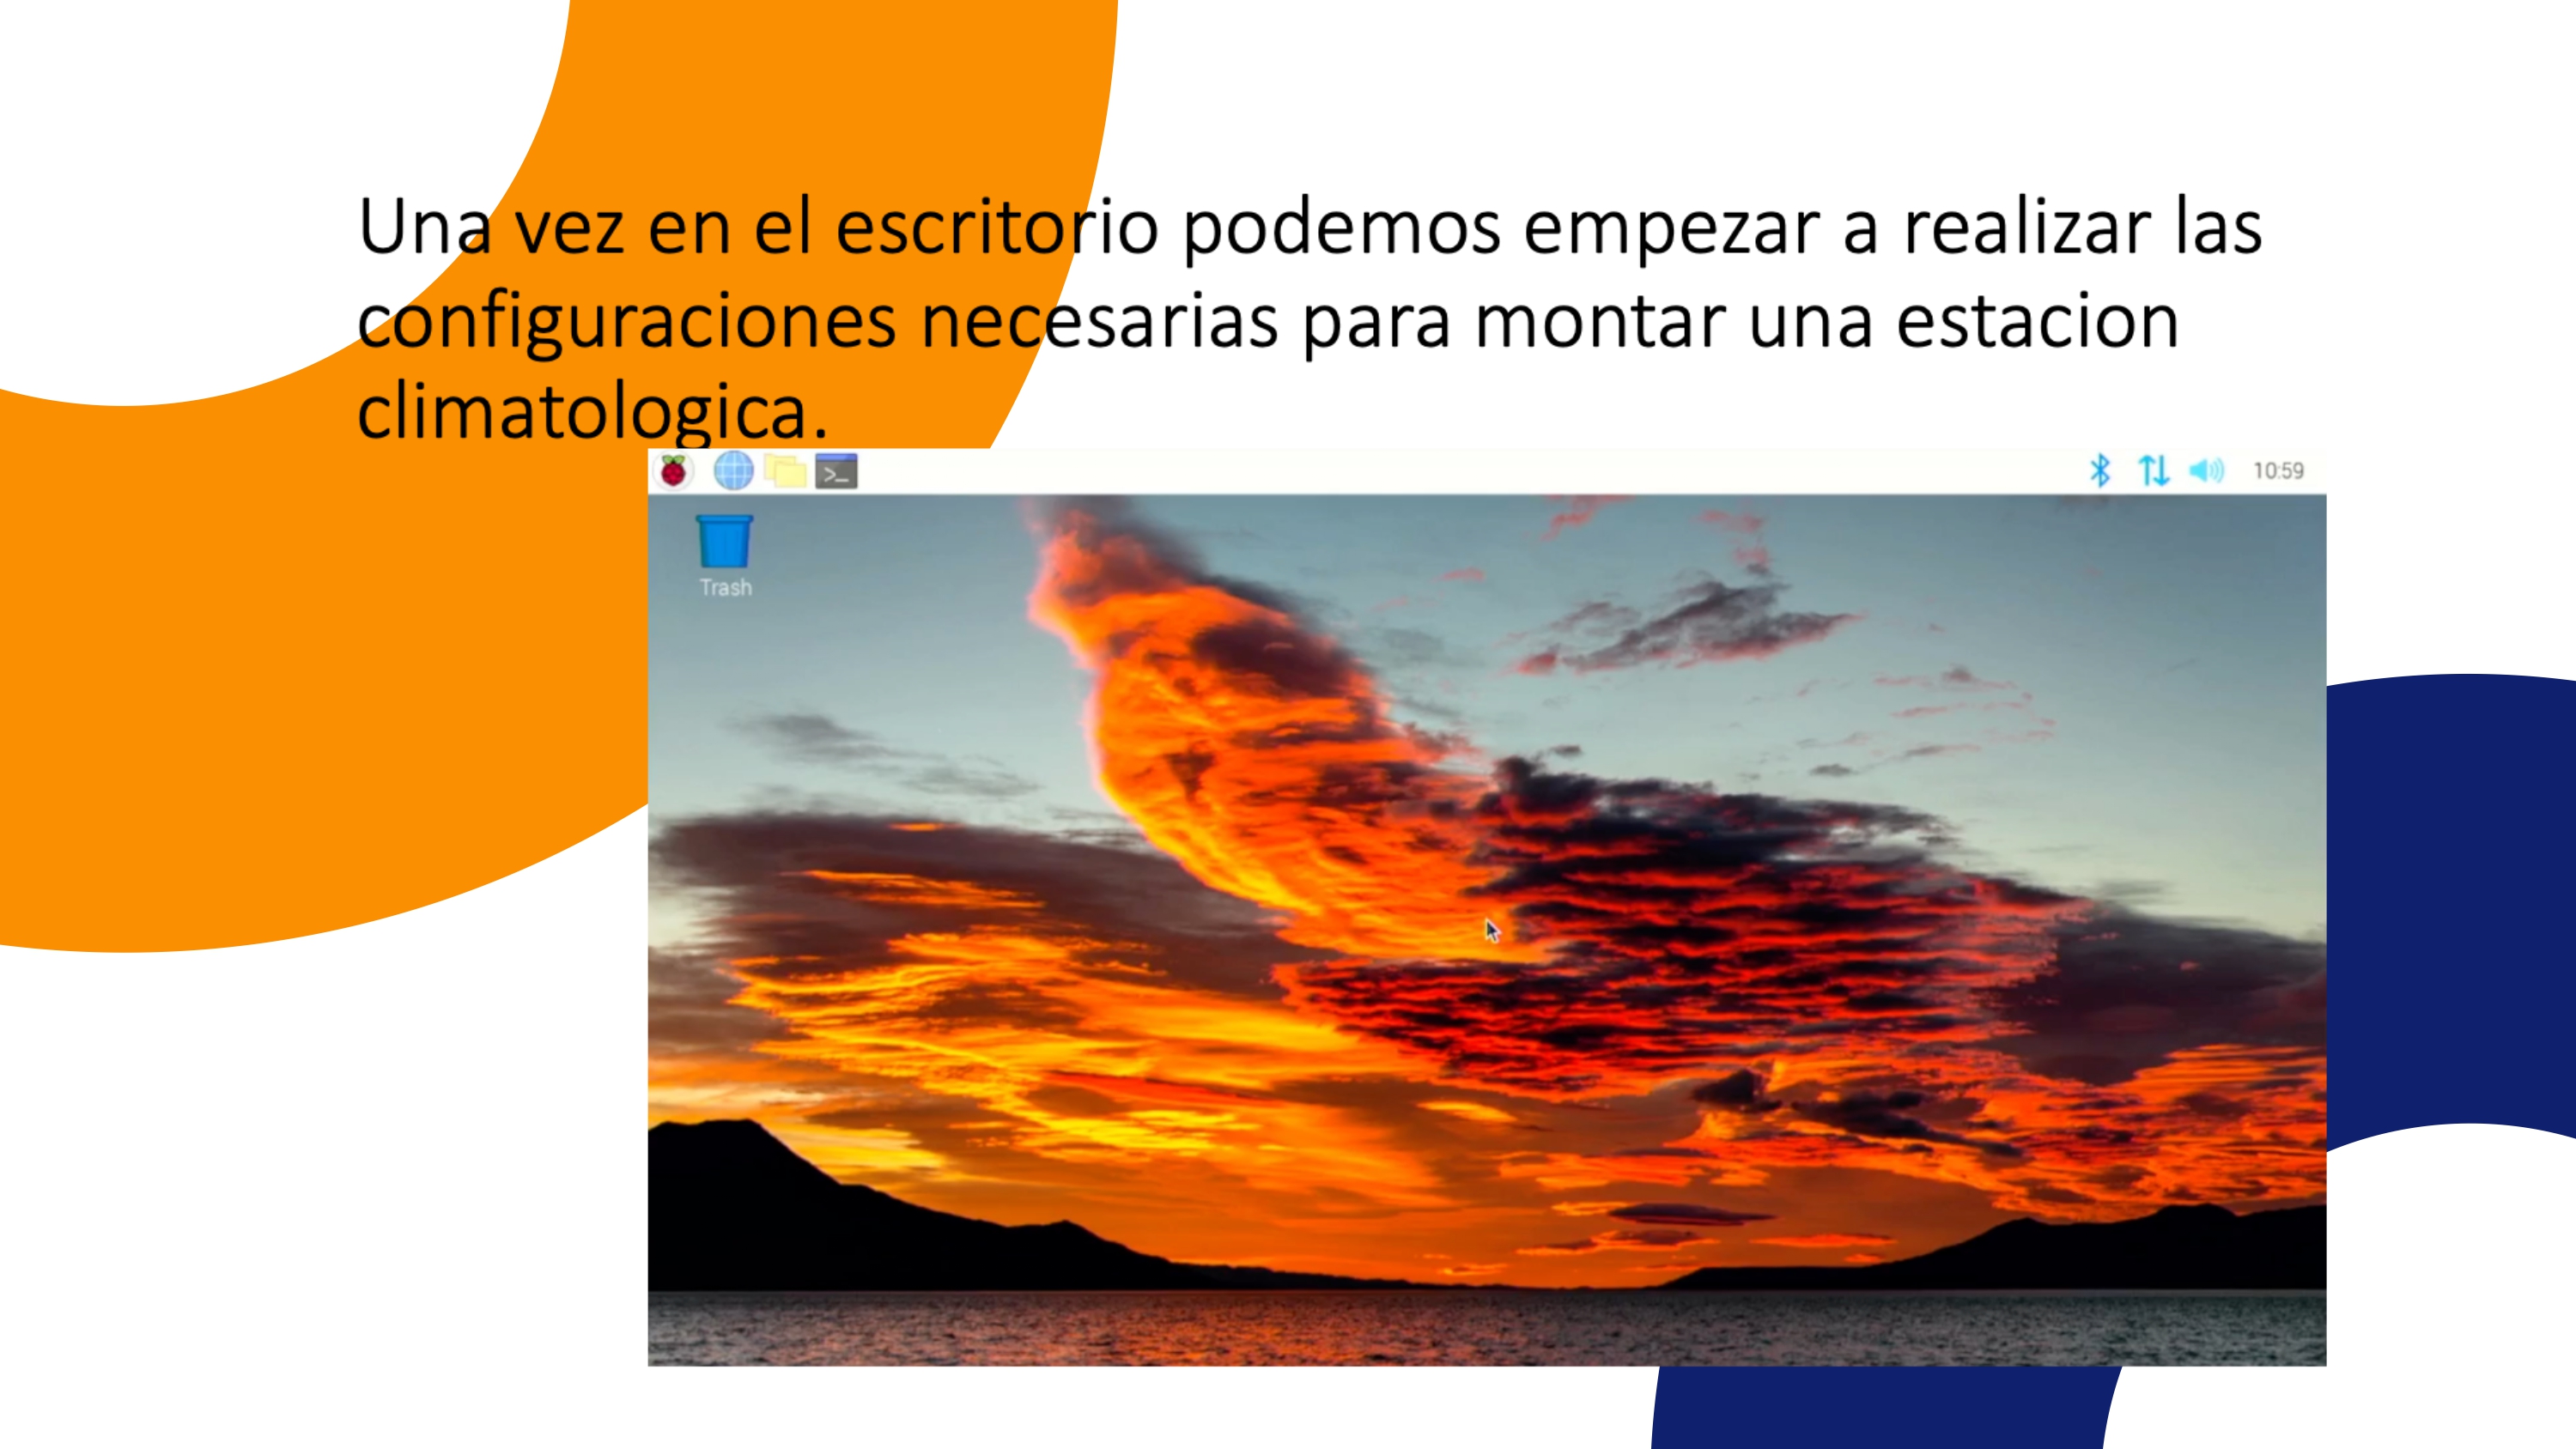 Una vez en el escritorio podemos empezar a realizar las
configuraciones necesarias para montar una estacion
climatologica.
>_
10:59
Trash